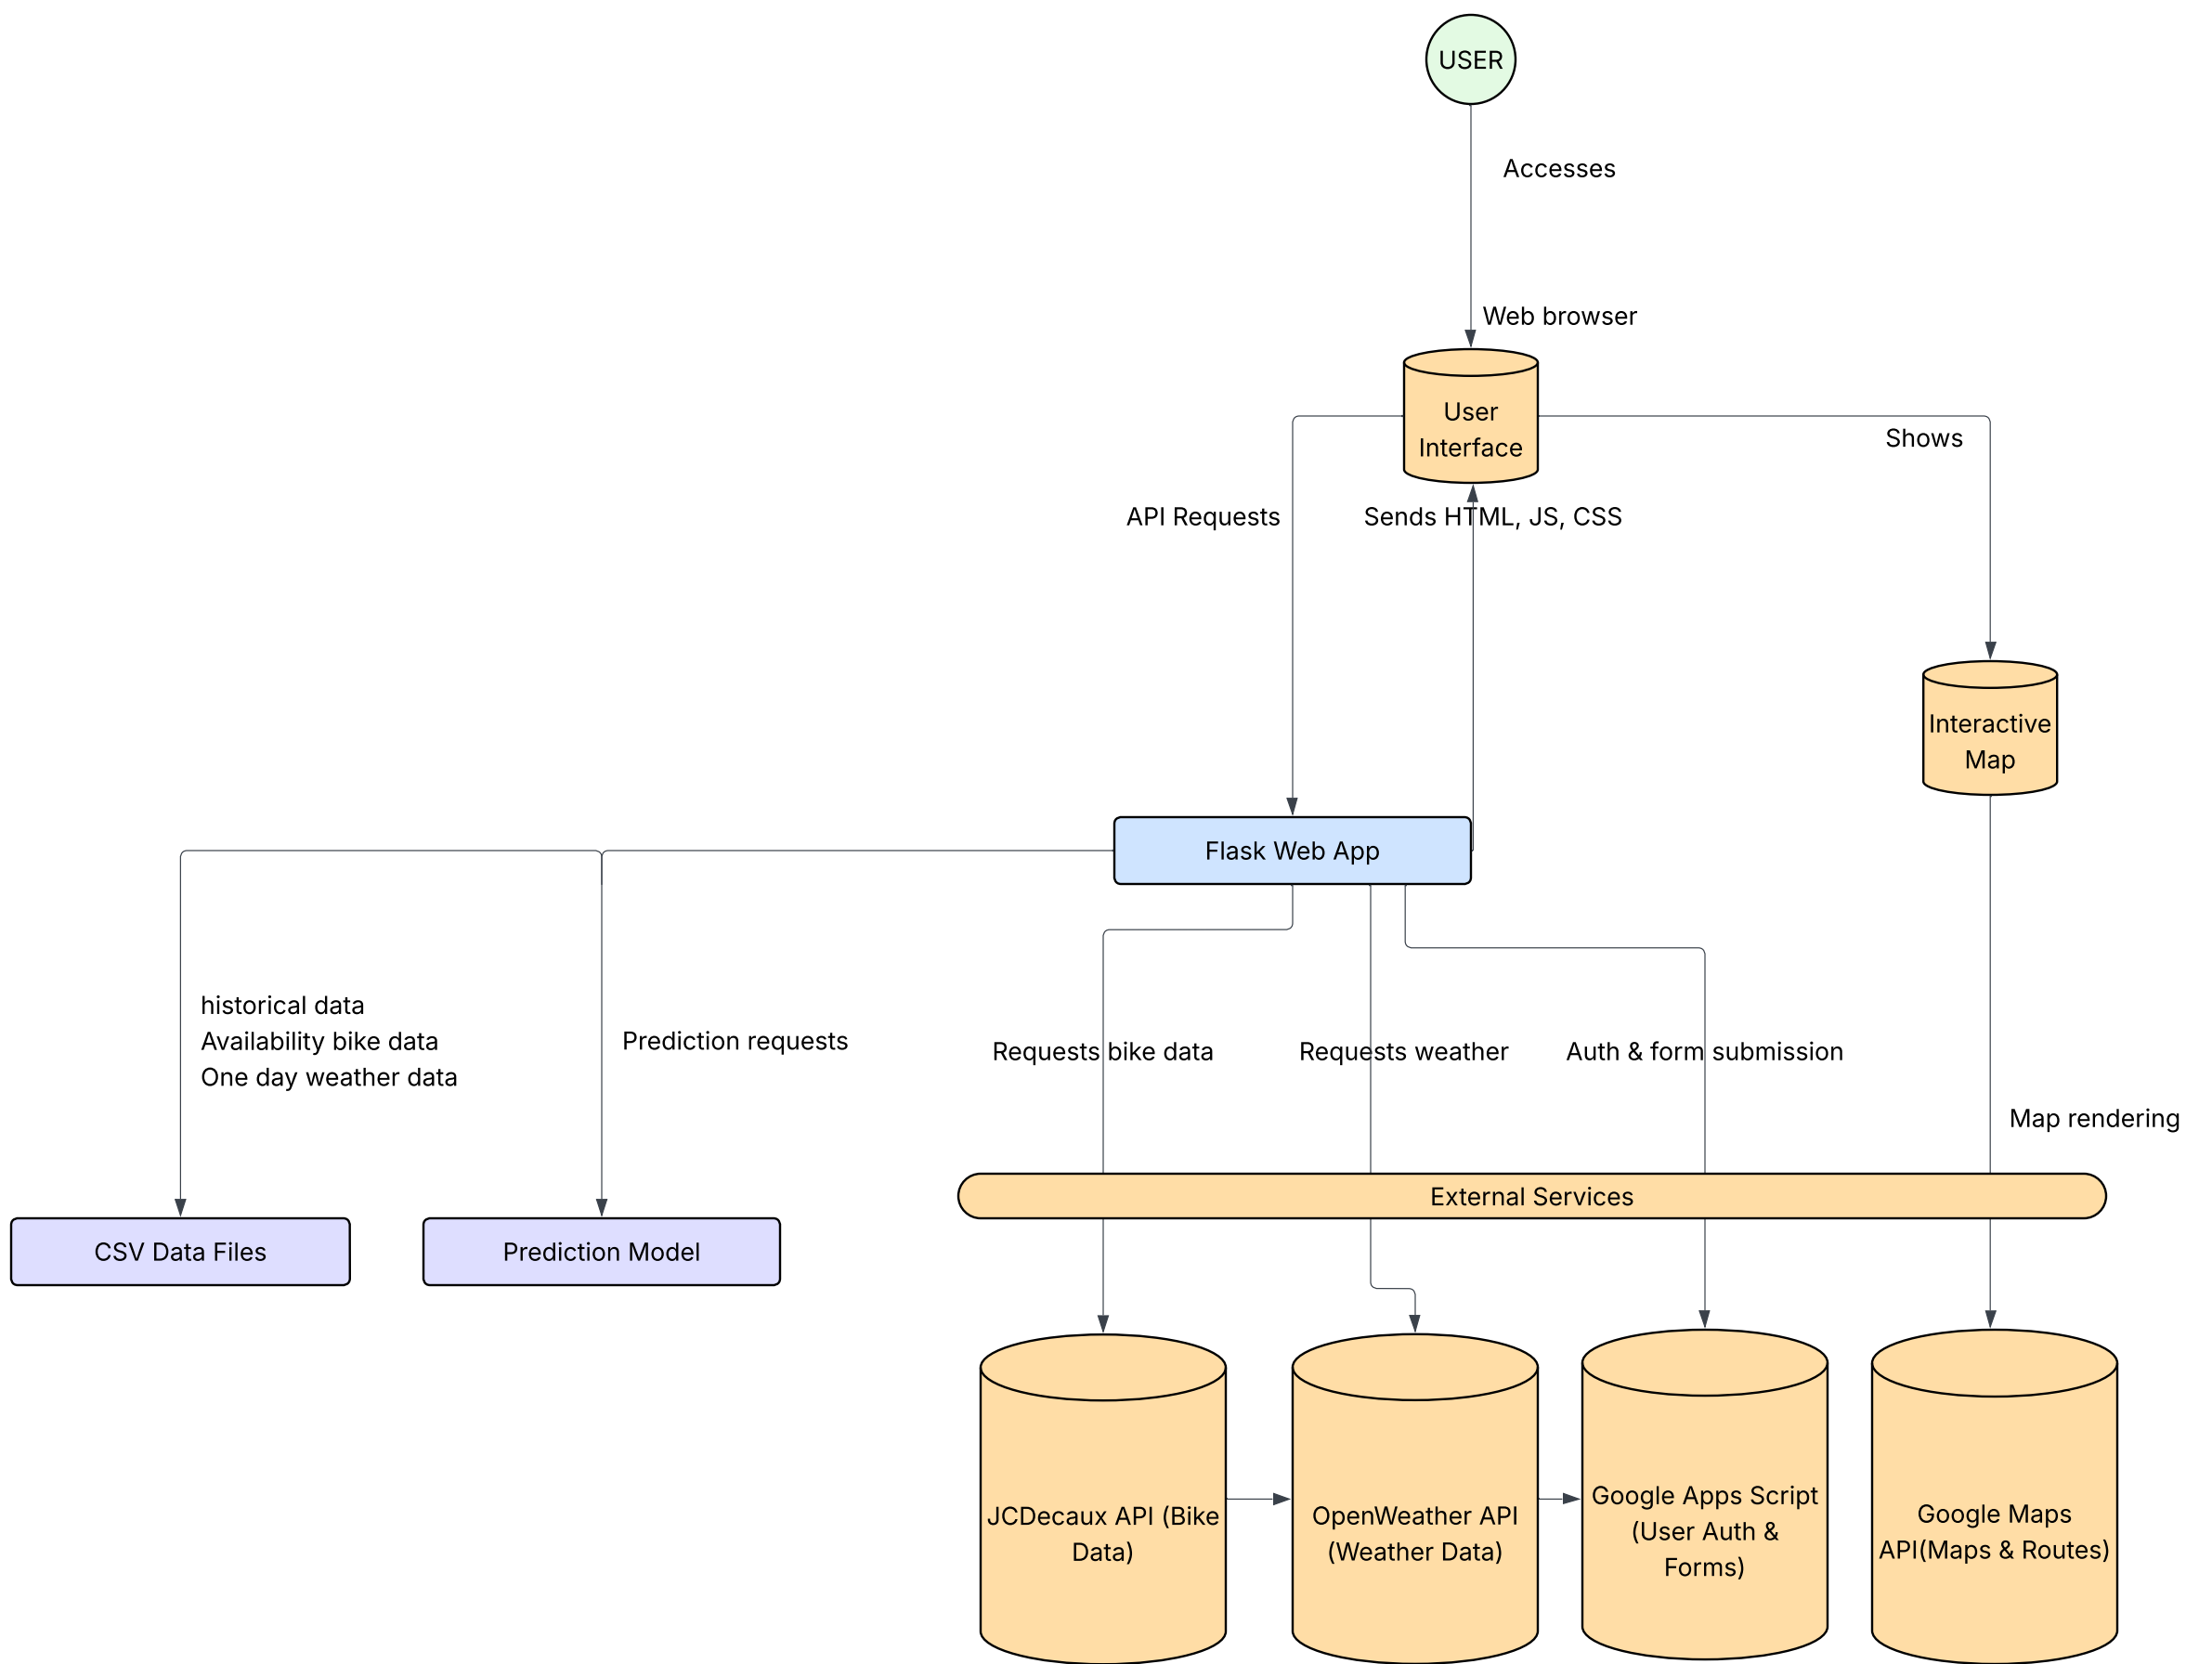 USER
Accesses
Web browser
User
Interface
Shows
API Requests
Sends HTML, JS, CSS
Interactive
Map
Flask Web App
historical data
Availability bike data
One day weather data
Prediction requests
Requests bike data
Requests weather
Auth & form submission
Map rendering
External Services
CSV Data Files
Prediction Model
JCDecaux API (Bike
Data)
OpenWeather API
(Weather Data)
Google Apps Script
(User Auth &
Forms)
Google Maps
API(Maps & Routes)